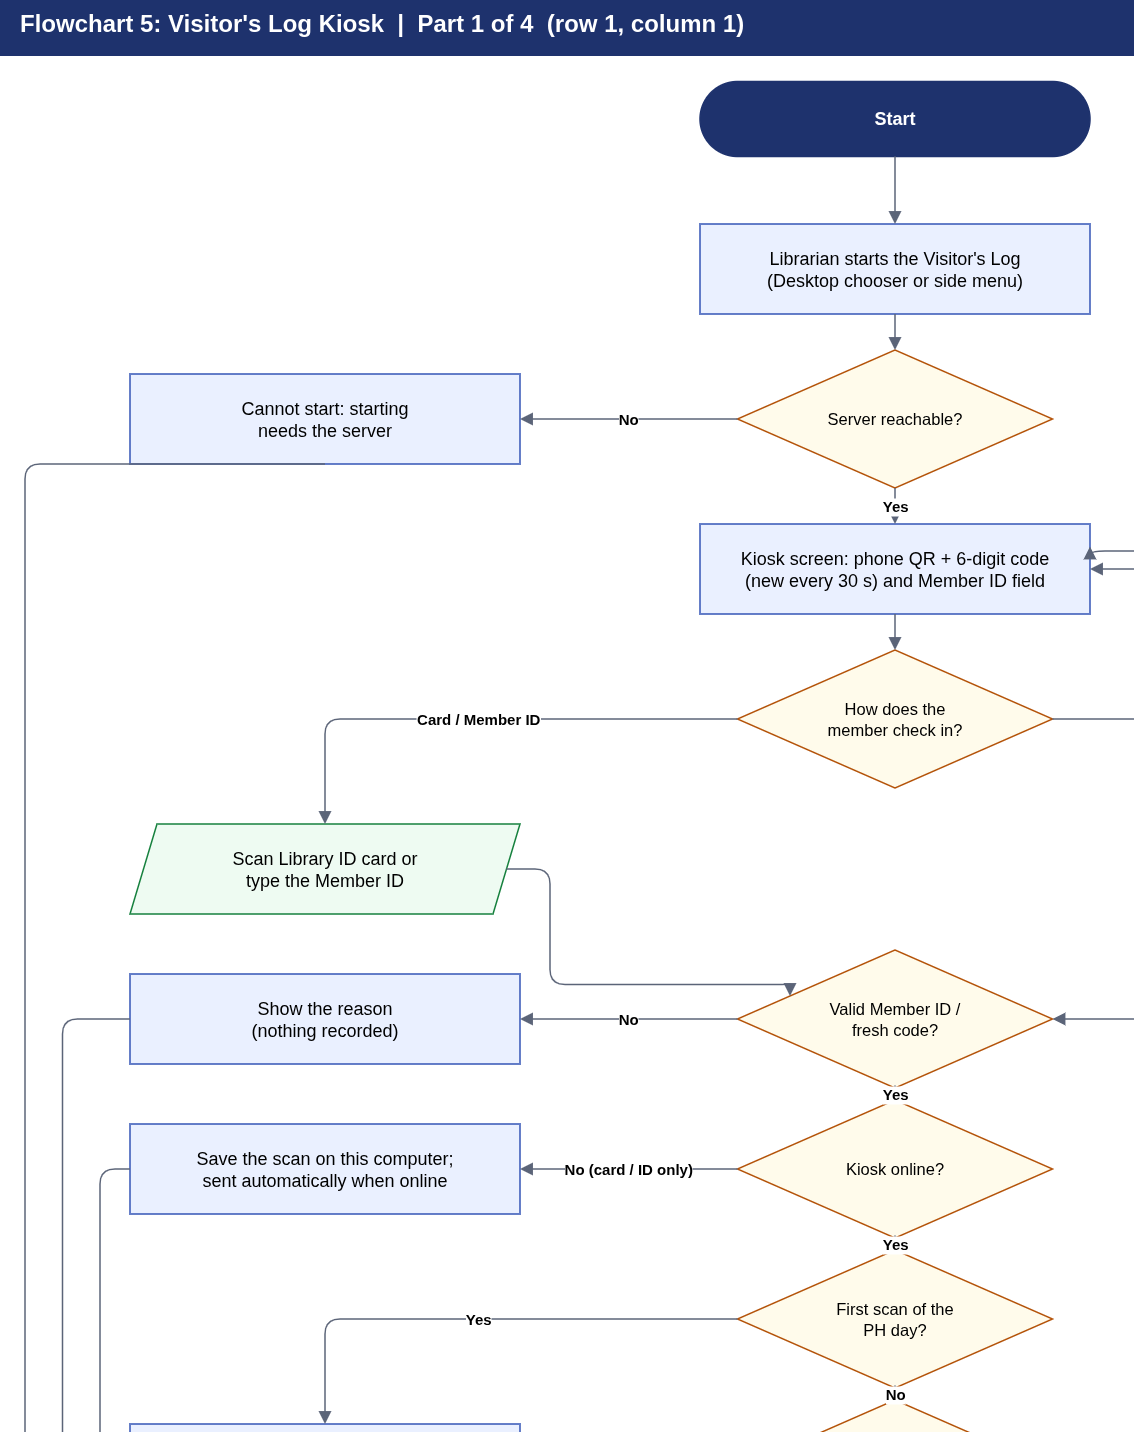 Flowchart 5: Visitor's Log Kiosk | Part 1 of 4 (row 1, column 1)
Start
Librarian starts the Visitor's Log
(Desktop chooser or side menu)
Cannot start: starting
needs the server
No
Server reachable?
Yes
Kiosk screen: phone QR + 6-digit code
(new every 30 s) and Member ID field
How does the
member check in?
Card / Member ID
Scan Library ID card or
type the Member ID
Show the reason
(nothing recorded)
No
Valid Member ID /
fresh code?
Yes
Save the scan on this computer;
sent automatically when online
No (card / ID only)
Kiosk online?
Yes
First scan of the
PH day?
Yes
No